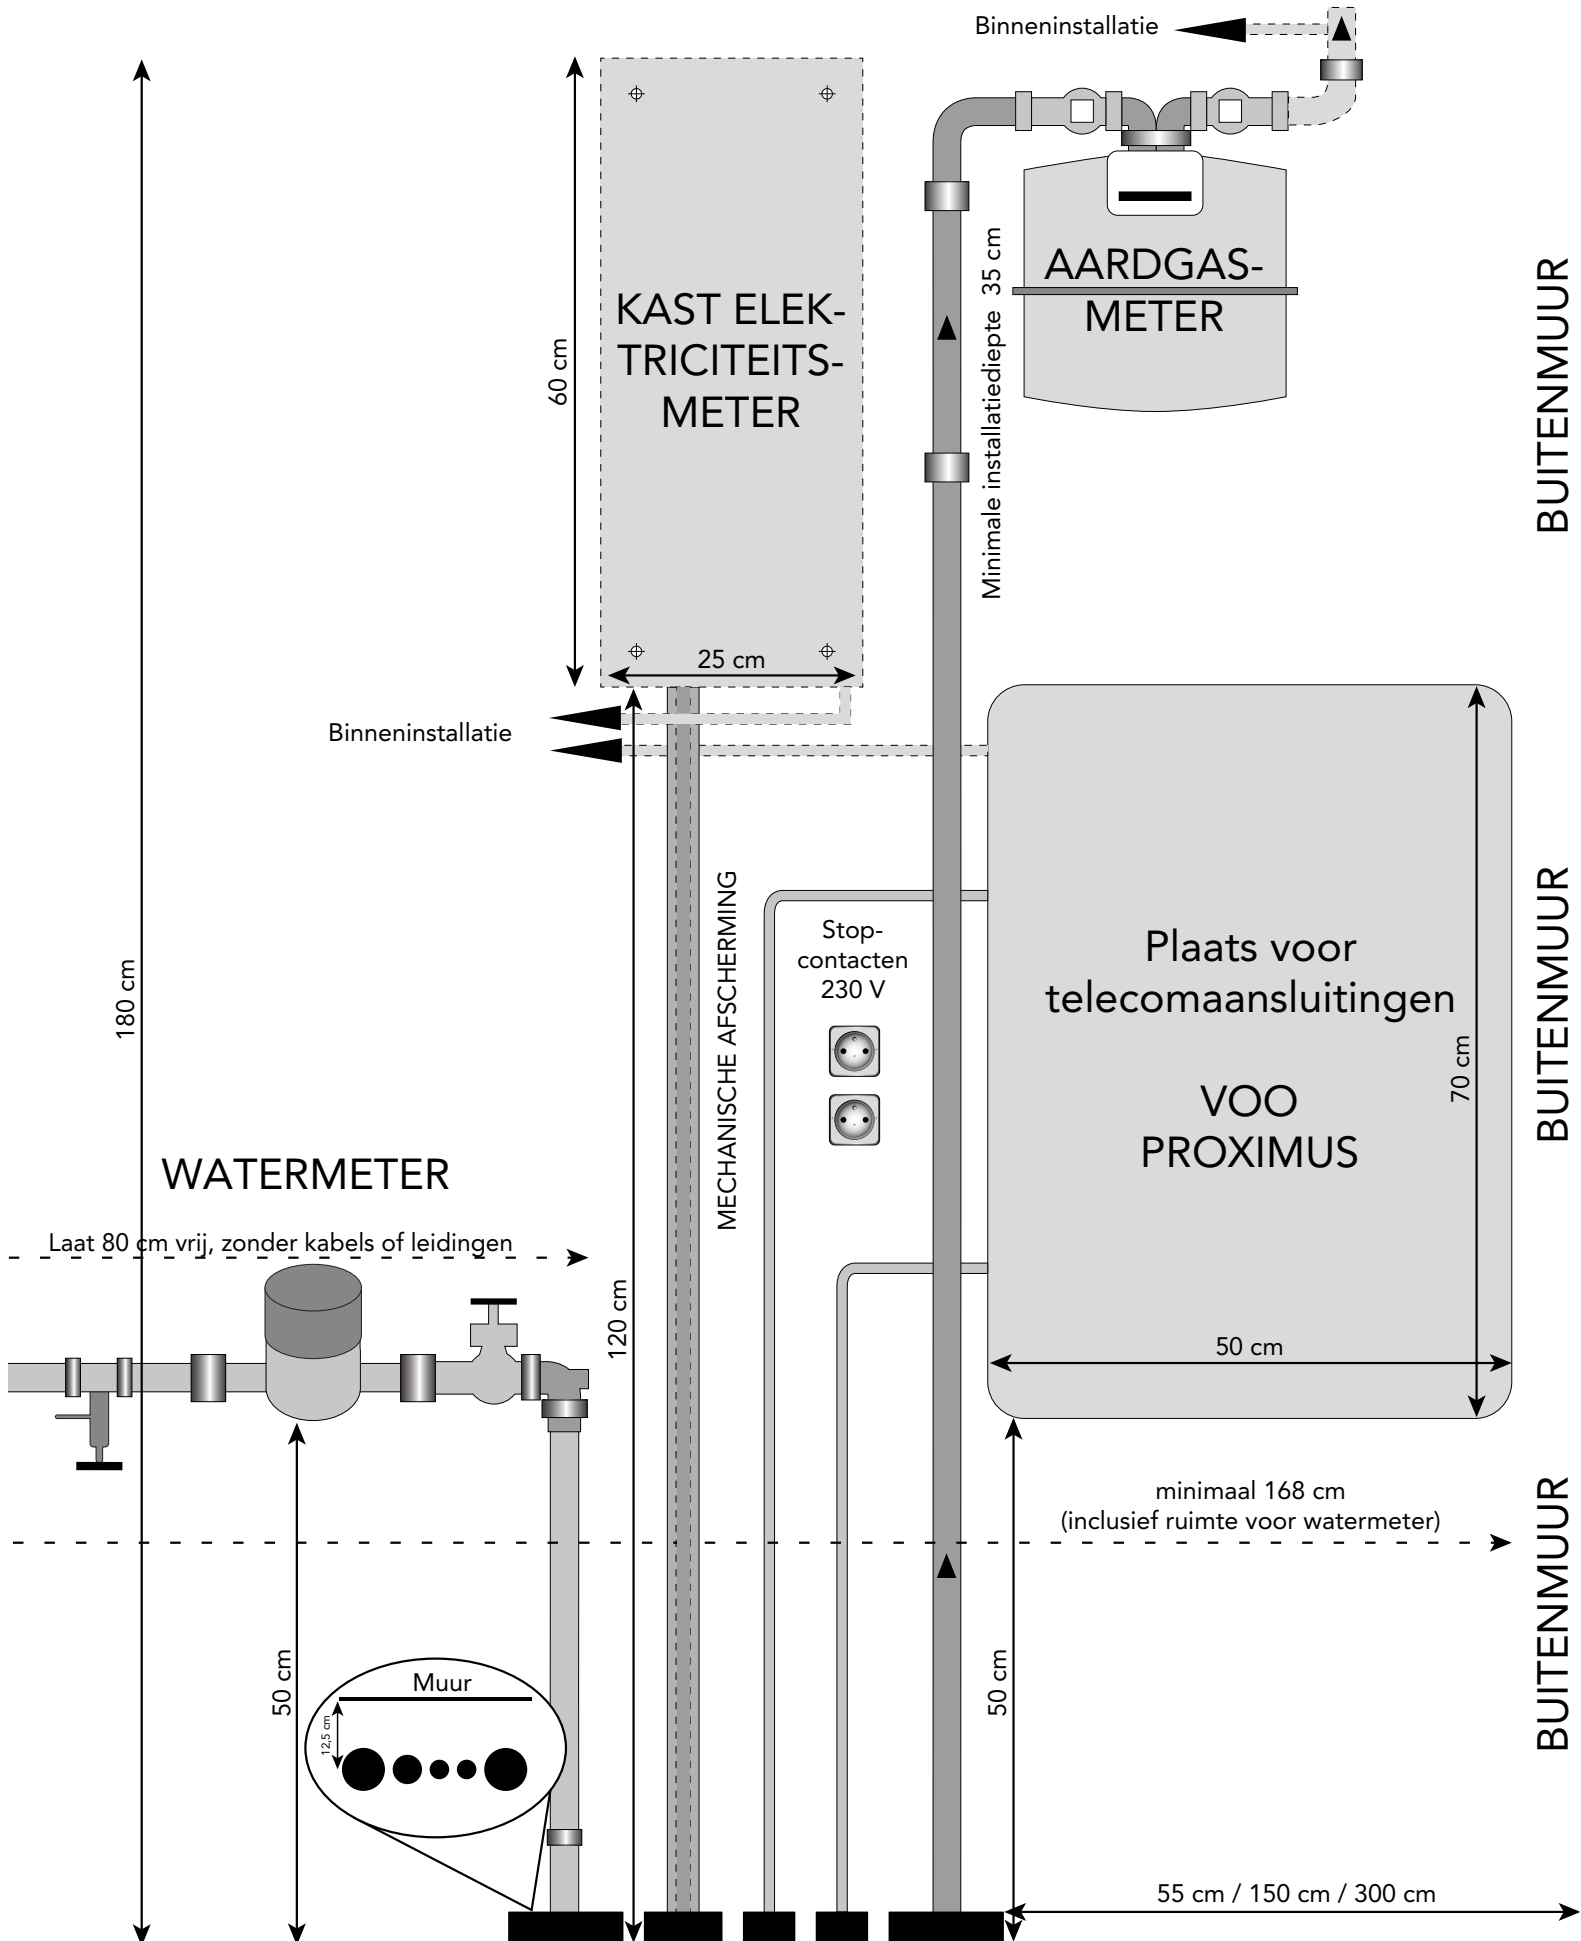 Binneninstallatie
60 cm
KAST ELEK-
TRICITEITS-
METER
25 cm
Minimale installatiediepte 35 cm
AARDGAS-
METER
BUITENMUUR
Binneninstallatie
180 cm
MECHANISCHE AFSCHERMING
Stop-
contacten
230 V
Plaats voor
telecomaansluitingen
VOO
PROXIMUS
70 cm
50 cm
BUITENMUUR
WATERMETER
Laat 80 cm vrij, zonder kabels of leidingen
120 cm
minimaal 168 cm
(inclusief ruimte voor watermeter)
BUITENMUUR
50 cm
Muur
12,5 cm
50 cm
55 cm / 150 cm / 300 cm